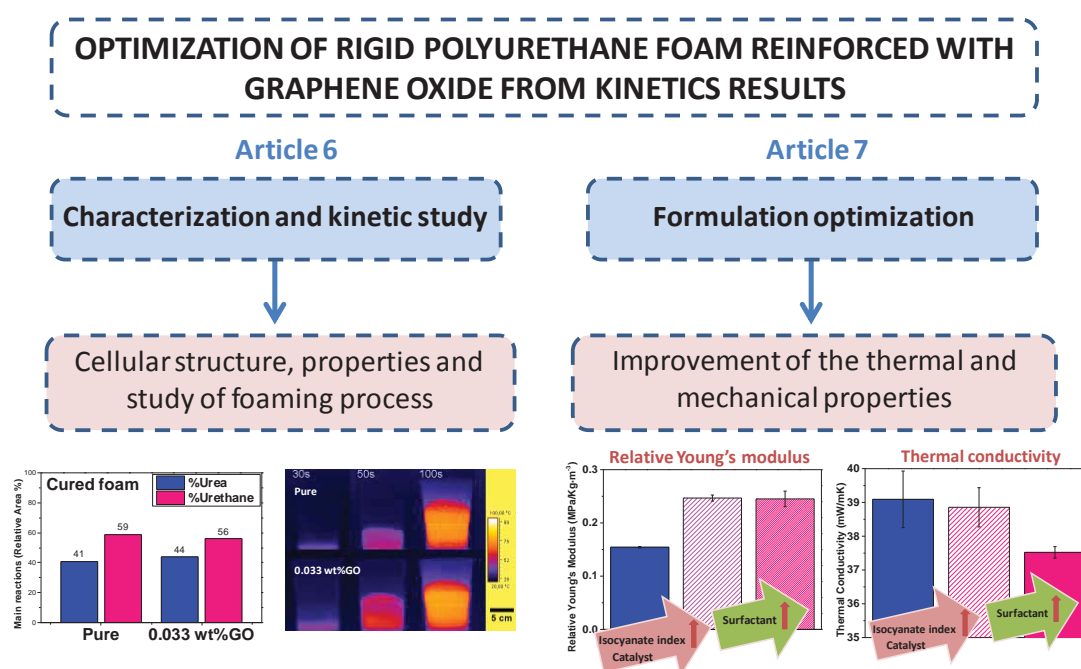 OPTIMIZATION OF RIGID POLYURETHANE FOAM REINFORCED WITH
GRAPHENE OXIDE FROM KINETICS RESULTS
Article 6
Article 7
Characterization and kinetic study
Formulation optimization
Cellular structure, properties and
study of foaming process
Improvement of the thermal and
mechanical properties
Main reactions (Relative Area %)
100
80
60
40
20
0
Cured foam
%Urea
%Urethane
41
59
44
56
Pure
0.033 wt%GO
30s
50s
100s
Pure
0.033 wt%GO
5 cm
Relative Young's modulus
Relative Young's Modulus (MPa/Kg·m⁻³)
0.3
0.2
0.1
0.0
Isocyanate index
Catalyst
Surfactant
Thermal conductivity
Thermal Conductivity (mW/mK)
40
39
38
37
36
35
Isocyanate index
Catalyst
Surfactant